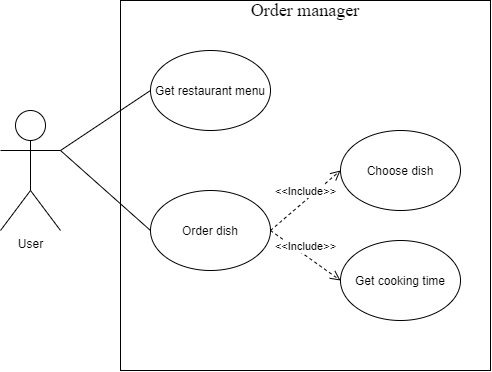 Order manager
Get restaurant menu
Choose dish
<<Include>>
Order dish
User
<<Include>>
Get cooking time